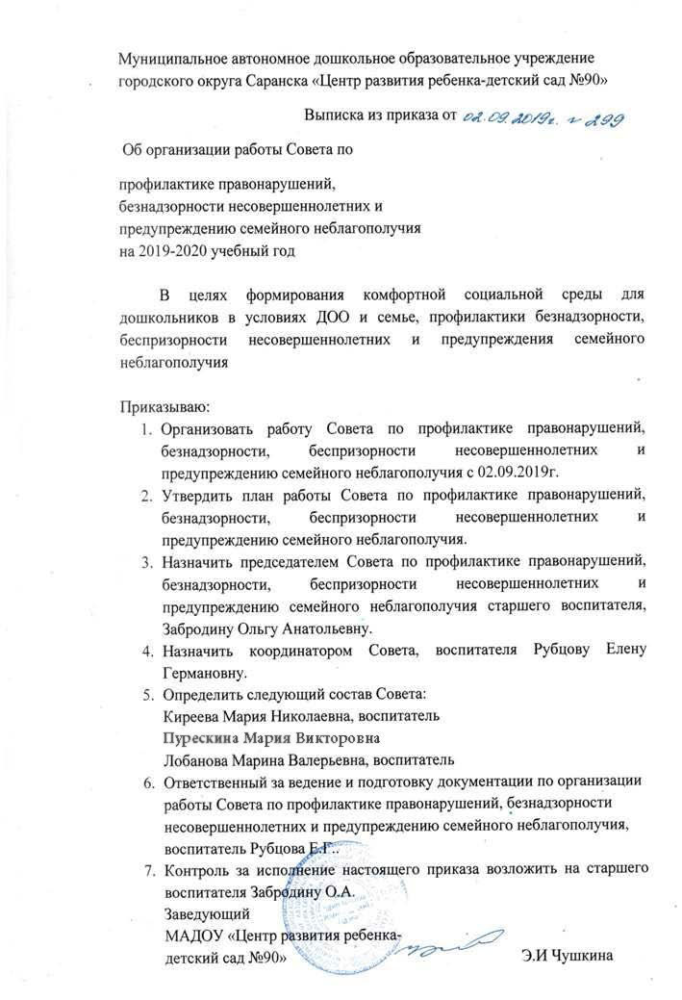 Муниципальное автономное дошкольное образовательное учреждение
городского округа Саранска «Центр развития ребенка-детский сад №90»
Выписка из приказа от 02.09.2019г. № 299
Об организации работы Совета по
профилактике правонарушений,
безнадзорности несовершеннолетних и
предупреждению семейного неблагополучия
на 2019-2020 учебный год
В целях формирования комфортной социальной среды для
дошкольников в условиях ДОО и семье, профилактики безнадзорности,
беспризорности несовершеннолетних и предупреждения семейного
неблагополучия
Приказываю:
1. Организовать работу Совета по профилактике правонарушений,
безнадзорности, беспризорности несовершеннолетних и
предупреждению семейного неблагополучия с 02.09.2019г.
2. Утвердить план работы Совета по профилактике правонарушений,
безнадзорности, беспризорности несовершеннолетних и
предупреждению семейного неблагополучия.
3. Назначить председателем Совета по профилактике правонарушений,
безнадзорности, беспризорности несовершеннолетних и
предупреждению семейного неблагополучия старшего воспитателя,
Забродину Ольгу Анатольевну.
4. Назначить координатором Совета, воспитателя Рубцову Елену
Германовну.
5. Определить следующий состав Совета:
Киреева Мария Николаевна, воспитатель
Пурескина Мария Викторовна
Лобанова Марина Валерьевна, воспитатель
6. Ответственный за ведение и подготовку документации по организации
работы Совета по профилактике правонарушений, безнадзорности
несовершеннолетних и предупреждению семейного неблагополучия,
воспитатель Рубцова Е.Г..
7. Контроль за исполнение настоящего приказа возложить на старшего
воспитателя Забродину О.А.
Заведующий
МАДОУ «Центр развития ребенка-
детский сад №90» Э.И Чушкина